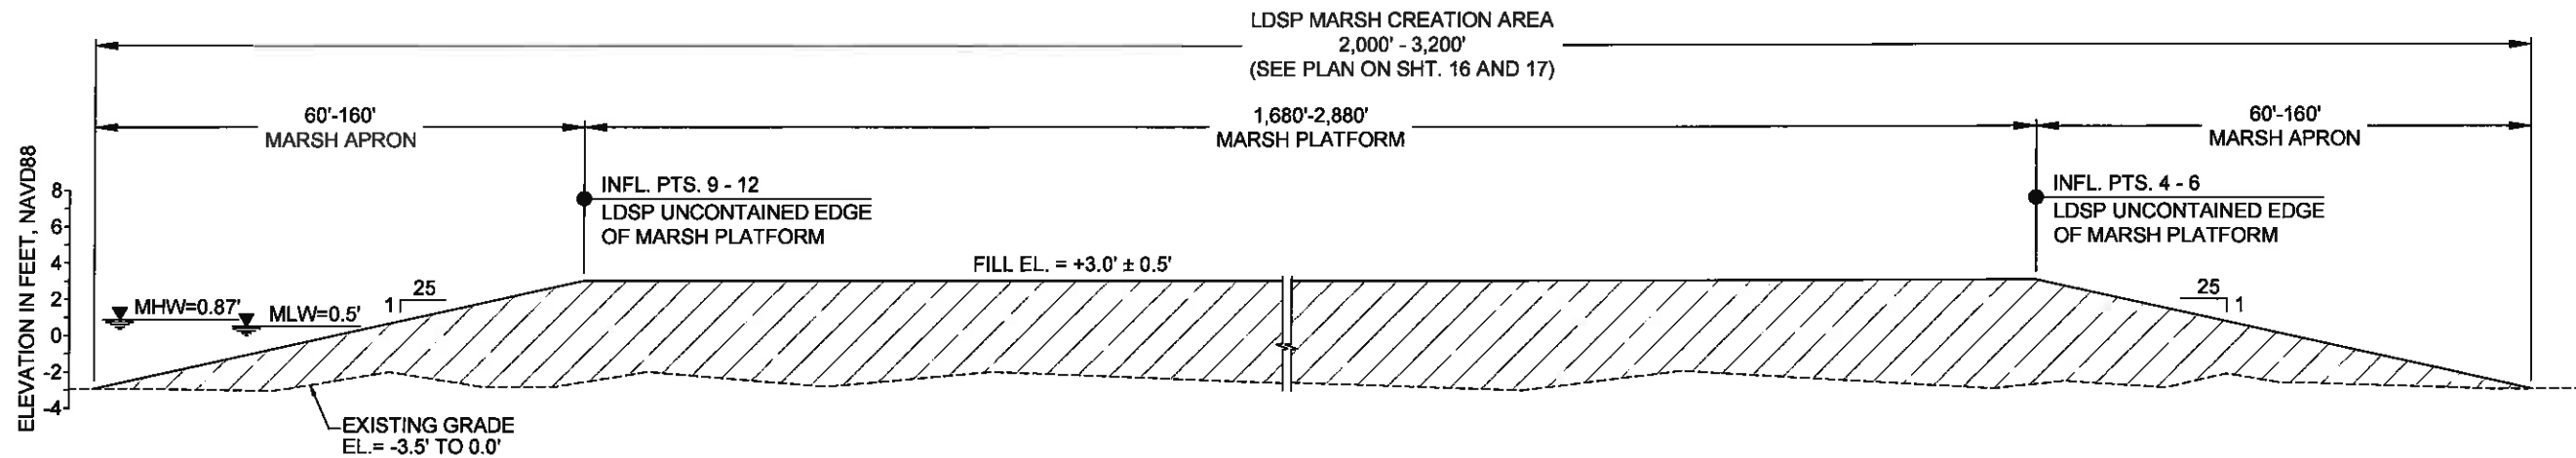 LDSP MARSH CREATION AREA
2,000' - 3,200'
(SEE PLAN ON SHT. 16 AND 17)
60'-160'
MARSH APRON
1,680'-2,880'
MARSH PLATFORM
60'-160'
MARSH APRON
INFL. PTS. 9 - 12
LDSP UNCONTAINED EDGE
OF MARSH PLATFORM
INFL. PTS. 4 - 6
LDSP UNCONTAINED EDGE
OF MARSH PLATFORM
ELEVATION IN FEET, NAVD88
8
6
4
2
0
-2
-4
FILL EL. = +3.0' ± 0.5'
MHW=0.87'
MLW=0.5'
1
25
25
1
EXISTING GRADE
EL.= -3.5' TO 0.0'